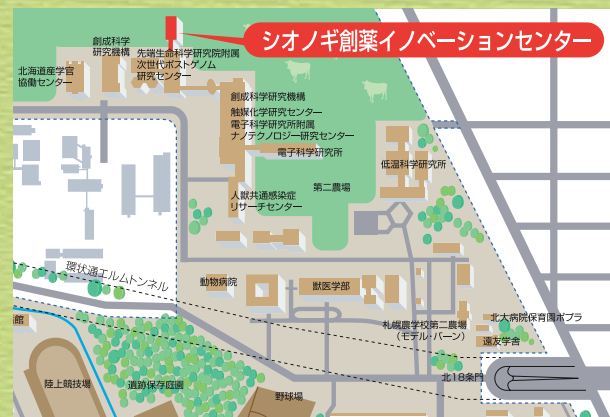 シオノギ創薬イノベーションセンター
創成科学
研究機構
先端生命科学研究院附属
次世代ポストゲノム
研究センター
北海道産学官
協働センター
創成科学研究機構
触媒化学研究センター
電子科学研究所附属
ナノテクノロジー研究センター
電子科学研究所
低温科学研究所
第二農場
人獣共通感染症
リサーチセンター
環状通エルムトンネル
動物病院
獣医学部
札幌農学校第二農場
（モデル・バーン）
北大病院保育園ポプラ
遠友学舎
館
北18条門
陸上競技場
遺跡保存庭園
野球場